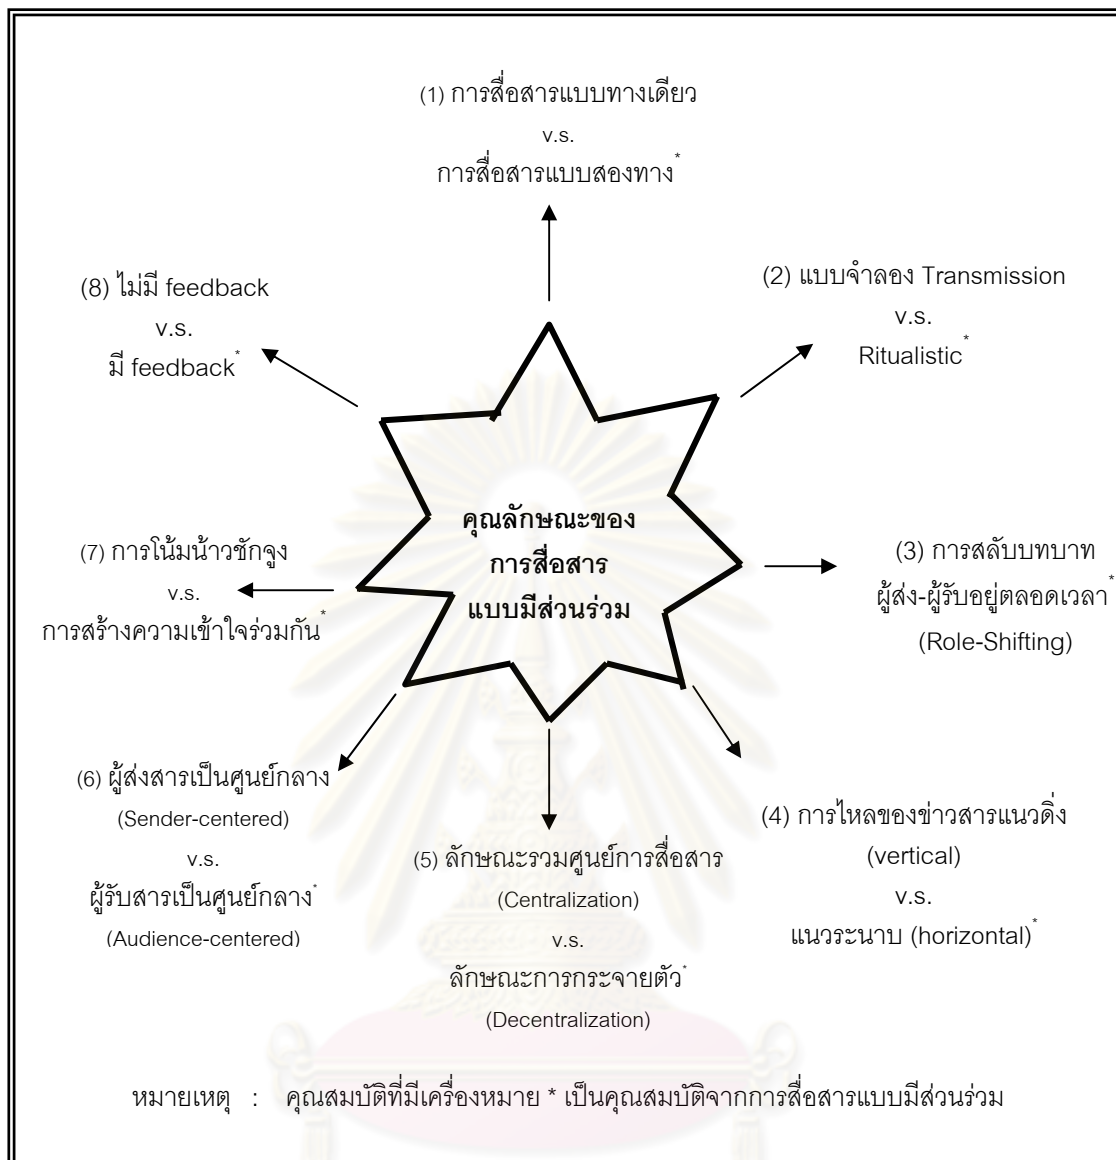 (1) การสื่อสารแบบทางเดียว
v.s.
การสื่อสารแบบสองทาง*
(2) แบบจำลอง Transmission
v.s.
Ritualistic*
(3) การสลับบทบาท
ผู้ส่ง-ผู้รับอยู่ตลอดเวลา*
(Role-Shifting)
(4) การไหลของข่าวสารแนวดิ่ง
(vertical)
v.s.
แนวระนาบ (horizontal)*
(5) ลักษณะรวมศูนย์การสื่อสาร
(Centralization)
v.s.
ลักษณะการกระจายตัว*
(Decentralization)
(6) ผู้ส่งสารเป็นศูนย์กลาง
(Sender-centered)
v.s.
ผู้รับสารเป็นศูนย์กลาง*
(Audience-centered)
(7) การโน้มน้าวชักจูง
v.s.
การสร้างความเข้าใจร่วมกัน*
(8) ไม่มี feedback
v.s.
มี feedback*
คุณลักษณะของ
การสื่อสาร
แบบมีส่วนร่วม
หมายเหตุ : คุณสมบัติที่มีเครื่องหมาย * เป็นคุณสมบัติจากการสื่อสารแบบมีส่วนร่วม